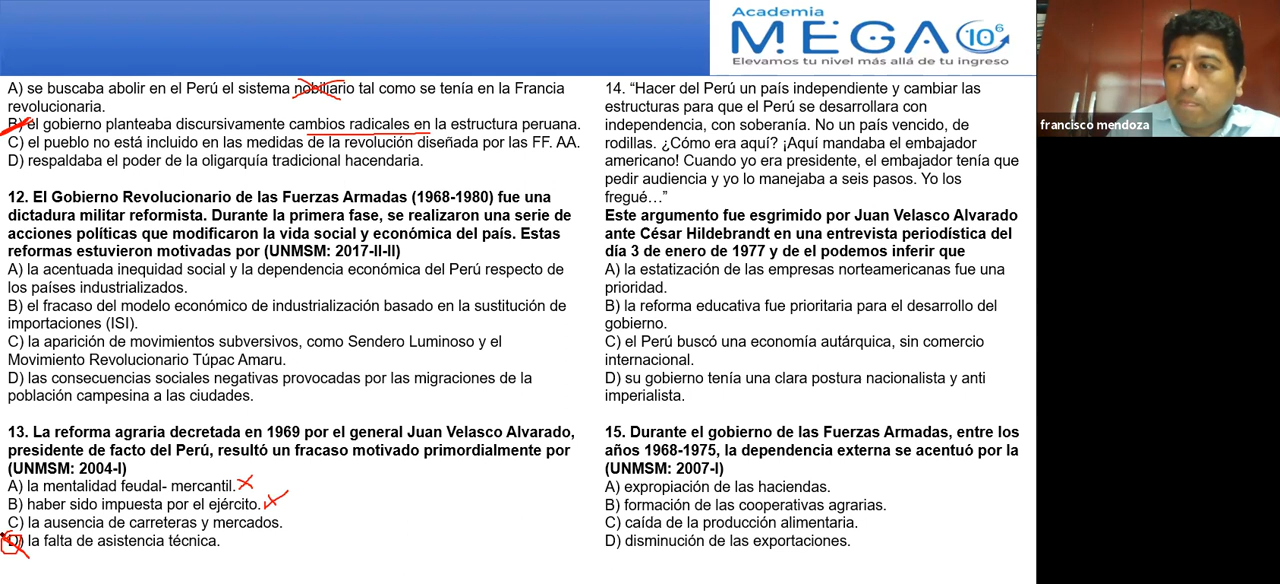 Academia
MEGA 10⁶
Elevamos tu nivel más allá de tu ingreso
francisco mendoza
A) se buscaba abolir en el Perú el sistema nobiliario tal como se tenía en la Francia
revolucionaria.
B) el gobierno planteaba discursivamente cambios radicales en la estructura peruana.
C) el pueblo no está incluido en las medidas de la revolución diseñada por las FF. AA.
D) respaldaba el poder de la oligarquía tradicional hacendaria.
12. El Gobierno Revolucionario de las Fuerzas Armadas (1968-1980) fue una
dictadura militar reformista. Durante la primera fase, se realizaron una serie de
acciones políticas que modificaron la vida social y económica del país. Estas
reformas estuvieron motivadas por (UNMSM: 2017-II-II)
A) la acentuada inequidad social y la dependencia económica del Perú respecto de
los países industrializados.
B) el fracaso del modelo económico de industrialización basado en la sustitución de
importaciones (ISI).
C) la aparición de movimientos subversivos, como Sendero Luminoso y el
Movimiento Revolucionario Túpac Amaru.
D) las consecuencias sociales negativas provocadas por las migraciones de la
población campesina a las ciudades.
13. La reforma agraria decretada en 1969 por el general Juan Velasco Alvarado,
presidente de facto del Perú, resultó un fracaso motivado primordialmente por
(UNMSM: 2004-I)
A) la mentalidad feudal- mercantil.
B) haber sido impuesta por el ejército.
C) la ausencia de carreteras y mercados.
D) la falta de asistencia técnica.
14. “Hacer del Perú un país independiente y cambiar las
estructuras para que el Perú se desarrollara con
independencia, con soberanía. No un país vencido, de
rodillas. ¿Cómo era aquí? ¡Aquí mandaba el embajador
americano! Cuando yo era presidente, el embajador tenía que
pedir audiencia y yo lo manejaba a seis pasos. Yo los
fregué…”
Este argumento fue esgrimido por Juan Velasco Alvarado
ante César Hildebrandt en una entrevista periodística del
día 3 de enero de 1977 y de el podemos inferir que
A) la estatización de las empresas norteamericanas fue una
prioridad.
B) la reforma educativa fue prioritaria para el desarrollo del
gobierno.
C) el Perú buscó una economía autárquica, sin comercio
internacional.
D) su gobierno tenía una clara postura nacionalista y anti
imperialista.
15. Durante el gobierno de las Fuerzas Armadas, entre los
años 1968-1975, la dependencia externa se acentuó por la
(UNMSM: 2007-I)
A) expropiación de las haciendas.
B) formación de las cooperativas agrarias.
C) caída de la producción alimentaria.
D) disminución de las exportaciones.